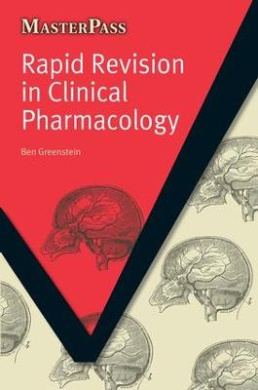 MASTERPASS
Rapid Revision
in Clinical
Pharmacology
Ben Greenstein